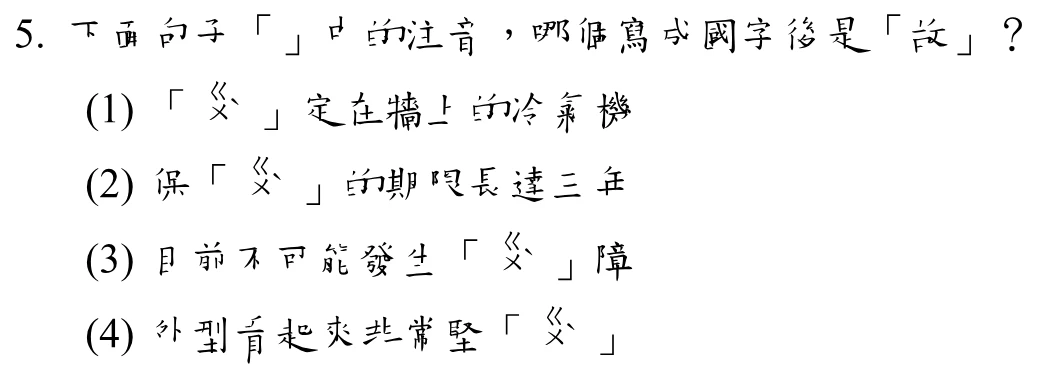 5. 下面句子「」中的注音，哪個寫成國字後是「故」？
(1)「ㄍㄨˋ」定在牆上的冷氣機
(2) 保「ㄍㄨˋ」的期限長達三年
(3) 目前不可能發生「ㄍㄨˋ」障
(4) 外型看起來非常堅「ㄍㄨˋ」